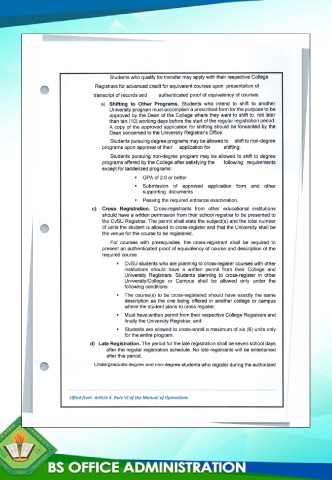 Students who qualify for transfer may apply with their respective College
Registrars for advanced credit for equivalent courses upon presentation of
transcript of records and authenticated proof of equivalency of courses.
a) Shifting to Other Programs. Students who intend to shift to another
University program must accomplish a prescribed form for the purpose to be
approved by the Dean of the College where they want to shift to, not later
than ten (10) working days before the start of the regular registration period.
A copy of the approved application for shifting should be forwarded by the
Dean concerned to the University Registrar's Office
Students pursuing degree programs may be allowed to shift to non-degree
programs upon approval of their application for shifting.
Students pursuing non-degree program may be allowed to shift to degree
programs offered by the College after satisfying the following requirements
except for ladderized programs:
• GPA of 2.0 or better
• Submission of approved application form and other
supporting documents
• Passing the required entrance examination.
c) Cross Registration. Cross-registrants from other educational institutions
should have a written permission from their school registrar to be presented to
the CvSU Registrar. The permit shall state the subject(s) and the total number
of units the student is allowed to cross-register and that the University shall be
the venue for the course to be registered.
For courses with prerequisites, the cross-registrant shall be required to
present an authenticated proof of equivalency of course and description of the
required course.
• CvSU students who are planning to cross-register courses with other
institutions should have a written permit from their College and
University Registrars. Students planning to cross-register in other
University/College or Campus shall be allowed only under the
following conditions:
• The course(s) to be cross-registered should have exactly the same
description as the one being offered in another college or campus
where the student plans to cross register;
• Must have written permit from their respective College Registrars and
finally the University Registrar; and
• Students are allowed to cross-enroll a maximum of six (6) units only
for the entire program.
d) Late Registration. The period for the late registration shall be seven school days
after the regular registration schedule. No late registrants will be entertained
after this period.
Undergraduate degree and non-degree students who register during the authorized
Lifted from Article 4. Rule VI of the Manual of Operations
BS OFFICE ADMINISTRATION